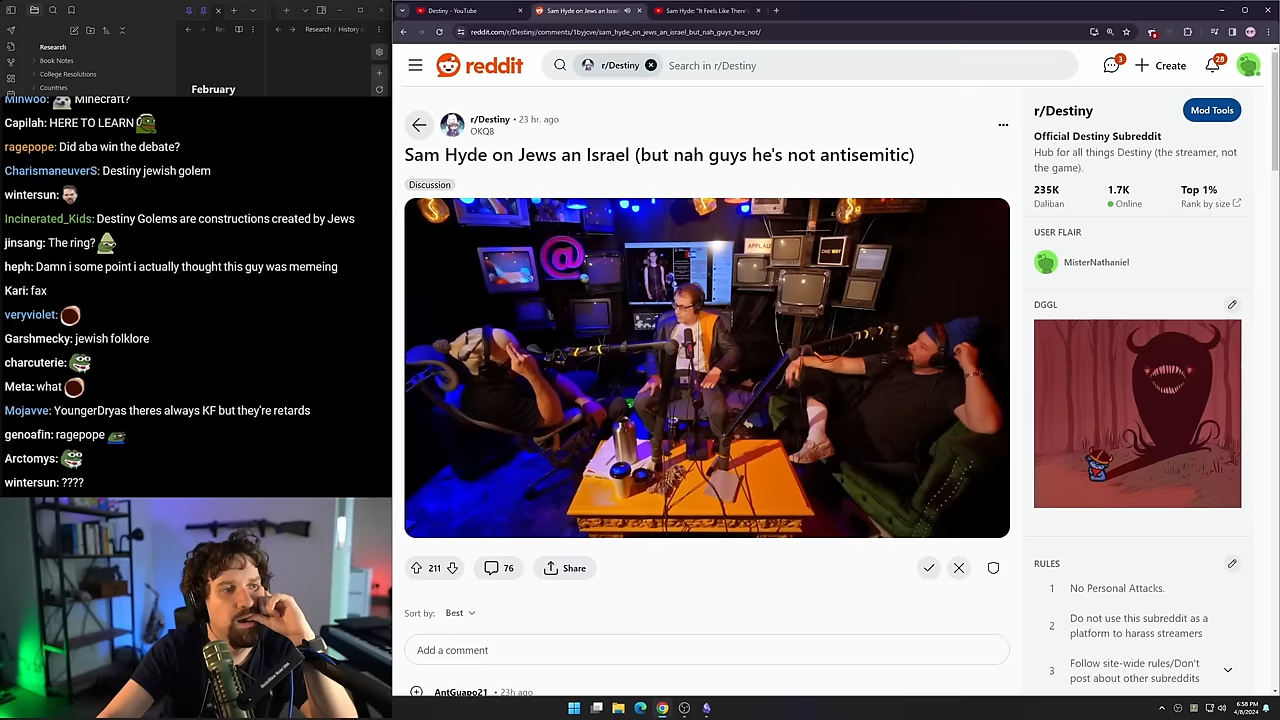 Destiny - YouTube
Sam Hyde on Jews an Israe
Sam Hyde: "It Feels Like There'
Research / History
reddit.com/r/Destiny/comments/1byjcve/sam_hyde_on_jews_an_israel_but_nah_guys_hes_not/
Research
Book Notes
College Resolutions
Countries
February
reddit
r/Destiny
Search in r/Destiny
3
Create
28
Minwoo: Minecraft?
Capilah: HERE TO LEARN
ragepope: Did aba win the debate?
CharismaneuverS: Destiny jewish golem
wintersun:
Incinerated_Kids: Destiny Golems are constructions created by Jews
jinsang: The ring?
heph: Damn i some point i actually thought this guy was memeing
Kari: fax
veryviolet:
Garshmecky: jewish folklore
charcuterie:
Meta: what
Mojavve: YoungerDryas theres always KF but they're retards
genoafin: ragepope
Arctomys:
wintersun: ????
r/Destiny • 23 hr. ago
OKQ8
Sam Hyde on Jews an Israel (but nah guys he's not antisemitic)
Discussion
@
APPLAU
ONE WAY
211
76
Share
Sort by: Best
Add a comment
AntGuapo21 • 23h ago
r/Destiny
Mod Tools
Official Destiny Subreddit
Hub for all things Destiny (the streamer, not
the game).
235K
1.7K
Top 1%
Daliban
Online
Rank by size
USER FLAIR
MisterNathaniel
DGGL
RULES
1 No Personal Attacks.
2 Do not use this subreddit as a
platform to harass streamers
3 Follow site-wide rules/Don't
post about other subreddits
6:58 PM
4/8/2024